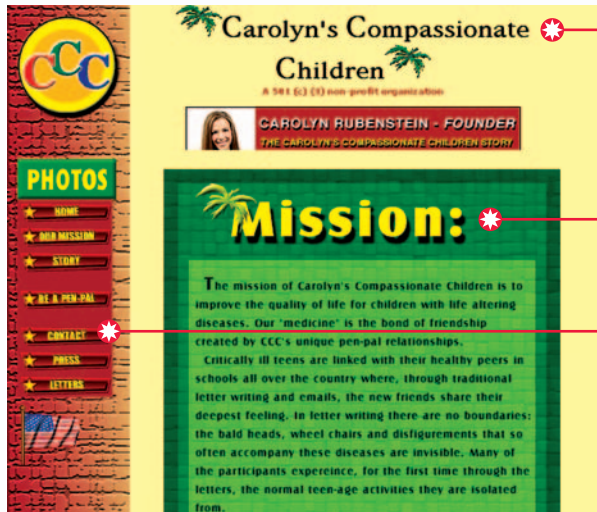 CCC
Carolyn's Compassionate
Children
A 501 (c) (3) non-profit organization
CAROLYN RUBENSTEIN - FOUNDER
THE CAROLYN'S COMPASSIONATE CHILDREN STORY
PHOTOS
HOME
OUR MISSION
STORY
BE A PEN-PAL
CONTACT
PRESS
LETTERS
Mission:
The mission of Carolyn's Compassionate Children is to
improve the quality of life for children with life altering
diseases. Our "medicine" is the bond of friendship
created by CCC's unique pen-pal relationships.
Critically ill teens are linked with their healthy peers in
schools all over the country where, through traditional
letter writing and emails, the new friends share their
deepest feeling. In letter writing there are no boundaries:
the bald heads, wheel chairs and disfigurements that so
often accompany these diseases are invisible. Many of
the participants expereince, for the first time through the
letters, the normal teen-age activities they are isolated
from.